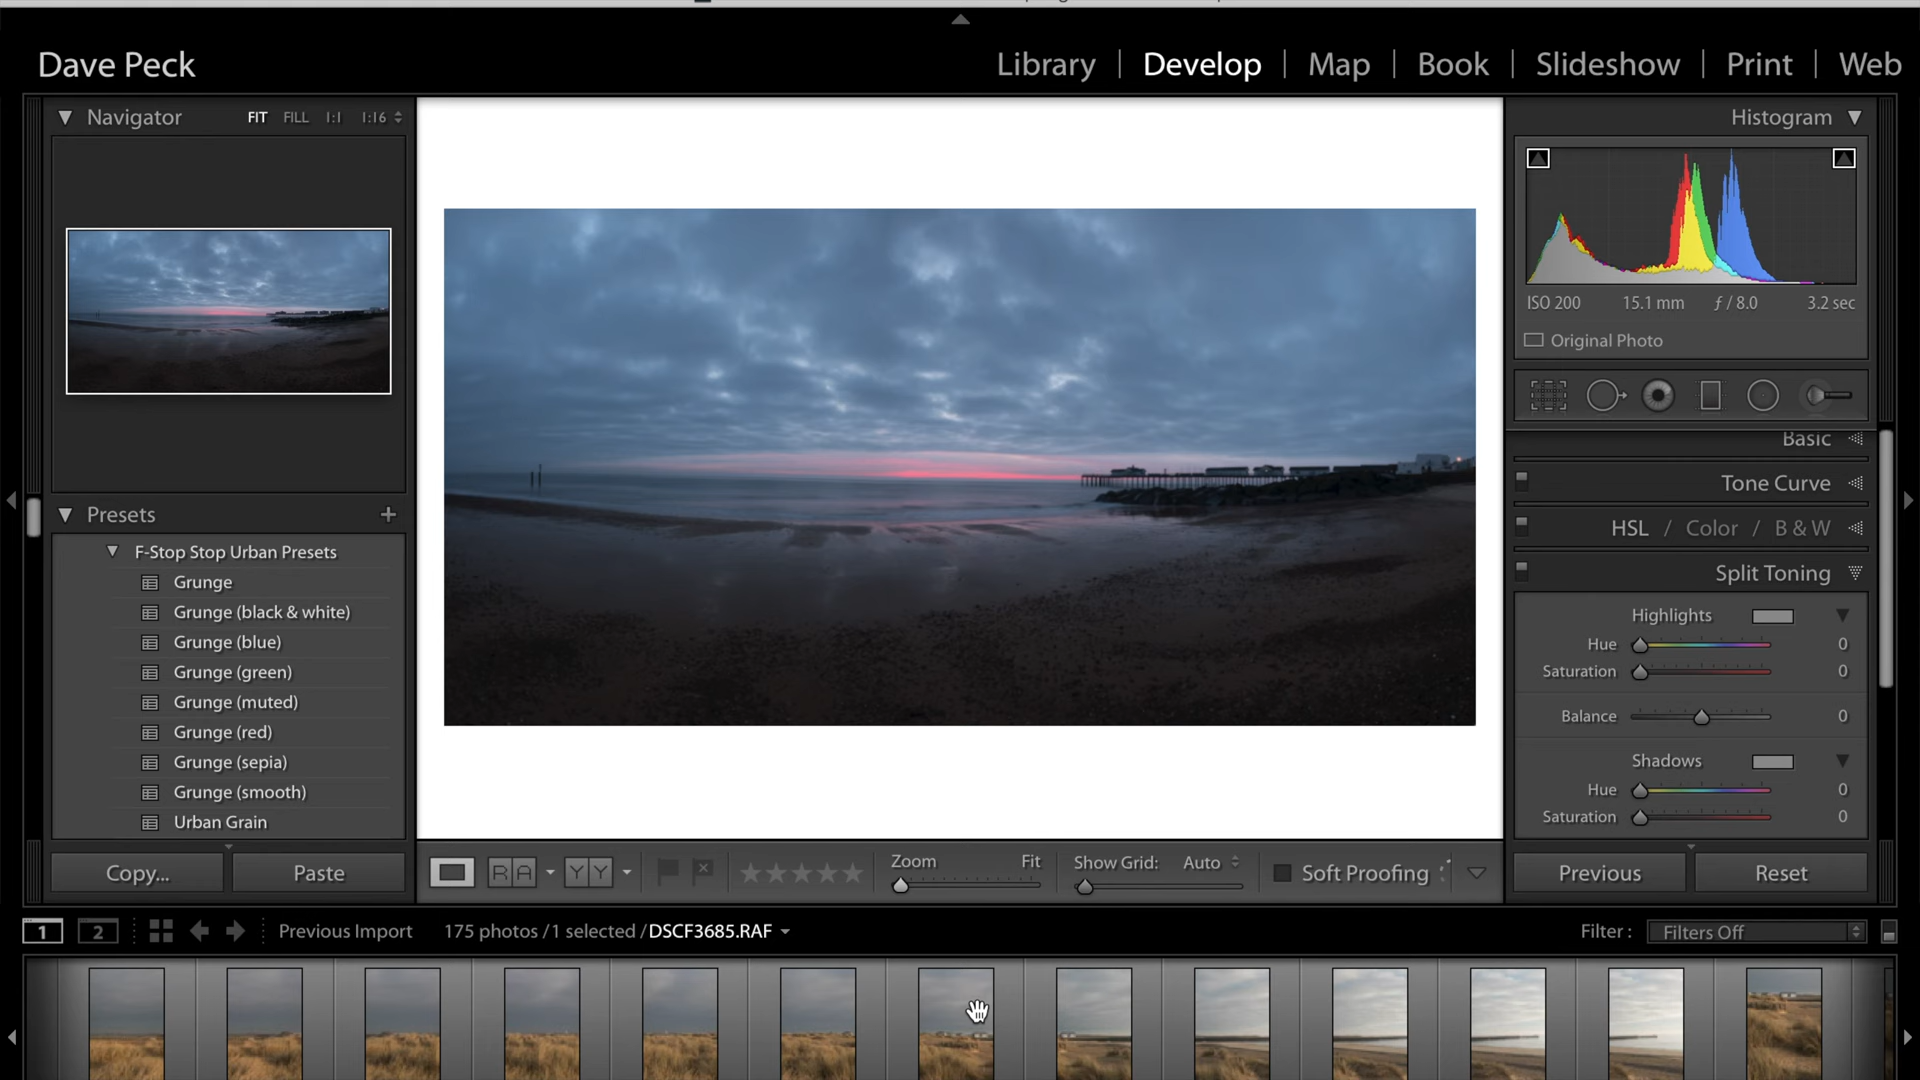 Dave Peck
Library | Develop | Map | Book | Slideshow | Print | Web
Navigator FIT FILL 1:1 1:16
Histogram
ISO 200 15.1 mm ƒ / 8.0 3.2 sec
Original Photo
Presets +
F-Stop Stop Urban Presets
Grunge
Grunge (black & white)
Grunge (blue)
Grunge (green)
Grunge (muted)
Grunge (red)
Grunge (sepia)
Grunge (smooth)
Urban Grain
Basic
Tone Curve
HSL / Color / B & W
Split Toning
Highlights
Hue 0
Saturation 0
Balance 0
Shadows
Hue 0
Saturation 0
Copy... Paste
R A Y Y
Zoom Fit
Show Grid: Auto
Soft Proofing
Previous Reset
1 2 Previous Import 175 photos / 1 selected / DSCF3685.RAF
Filter : Filters Off